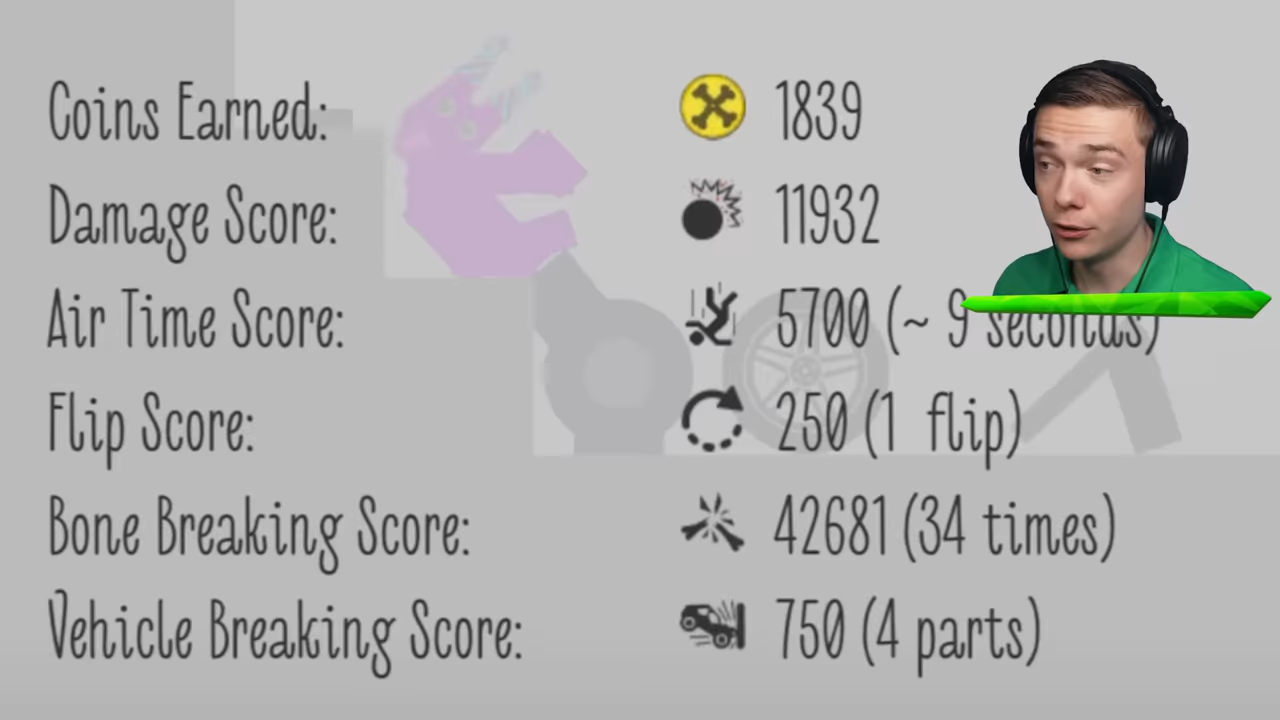 Coins Earned: 1839
Damage Score: 11932
Air Time Score: 5700 (~ 9 seconds)
Flip Score: 250 (1 flip)
Bone Breaking Score: 42681 (34 times)
Vehicle Breaking Score: 750 (4 parts)